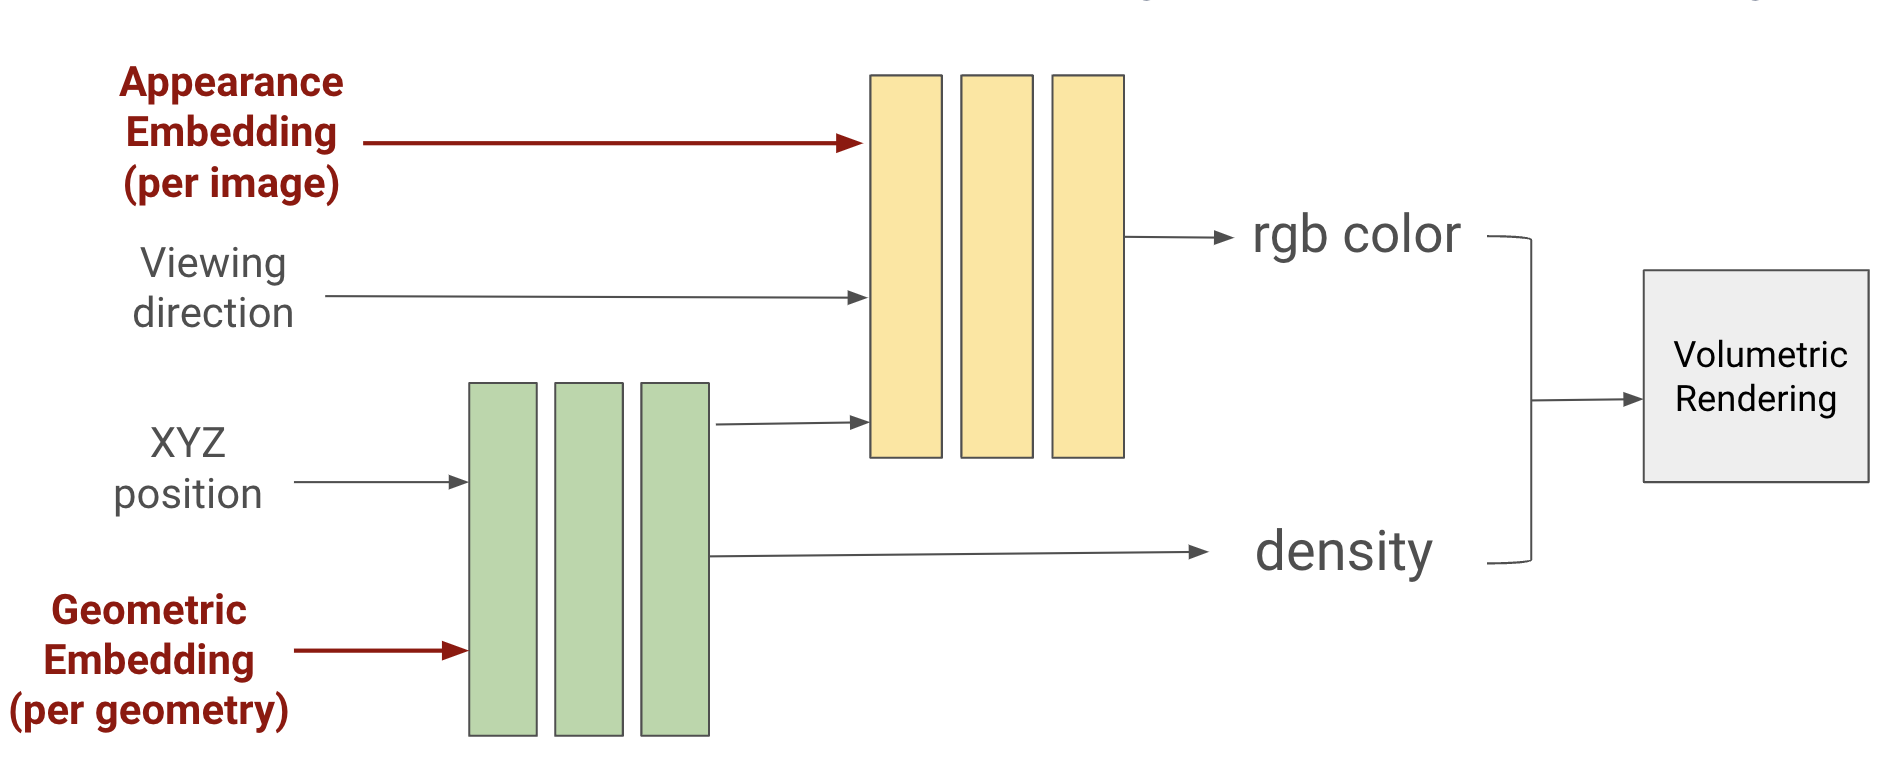 Appearance
Embedding
(per image)
Viewing
direction
XYZ
position
Geometric
Embedding
(per geometry)
rgb color
density
Volumetric
Rendering